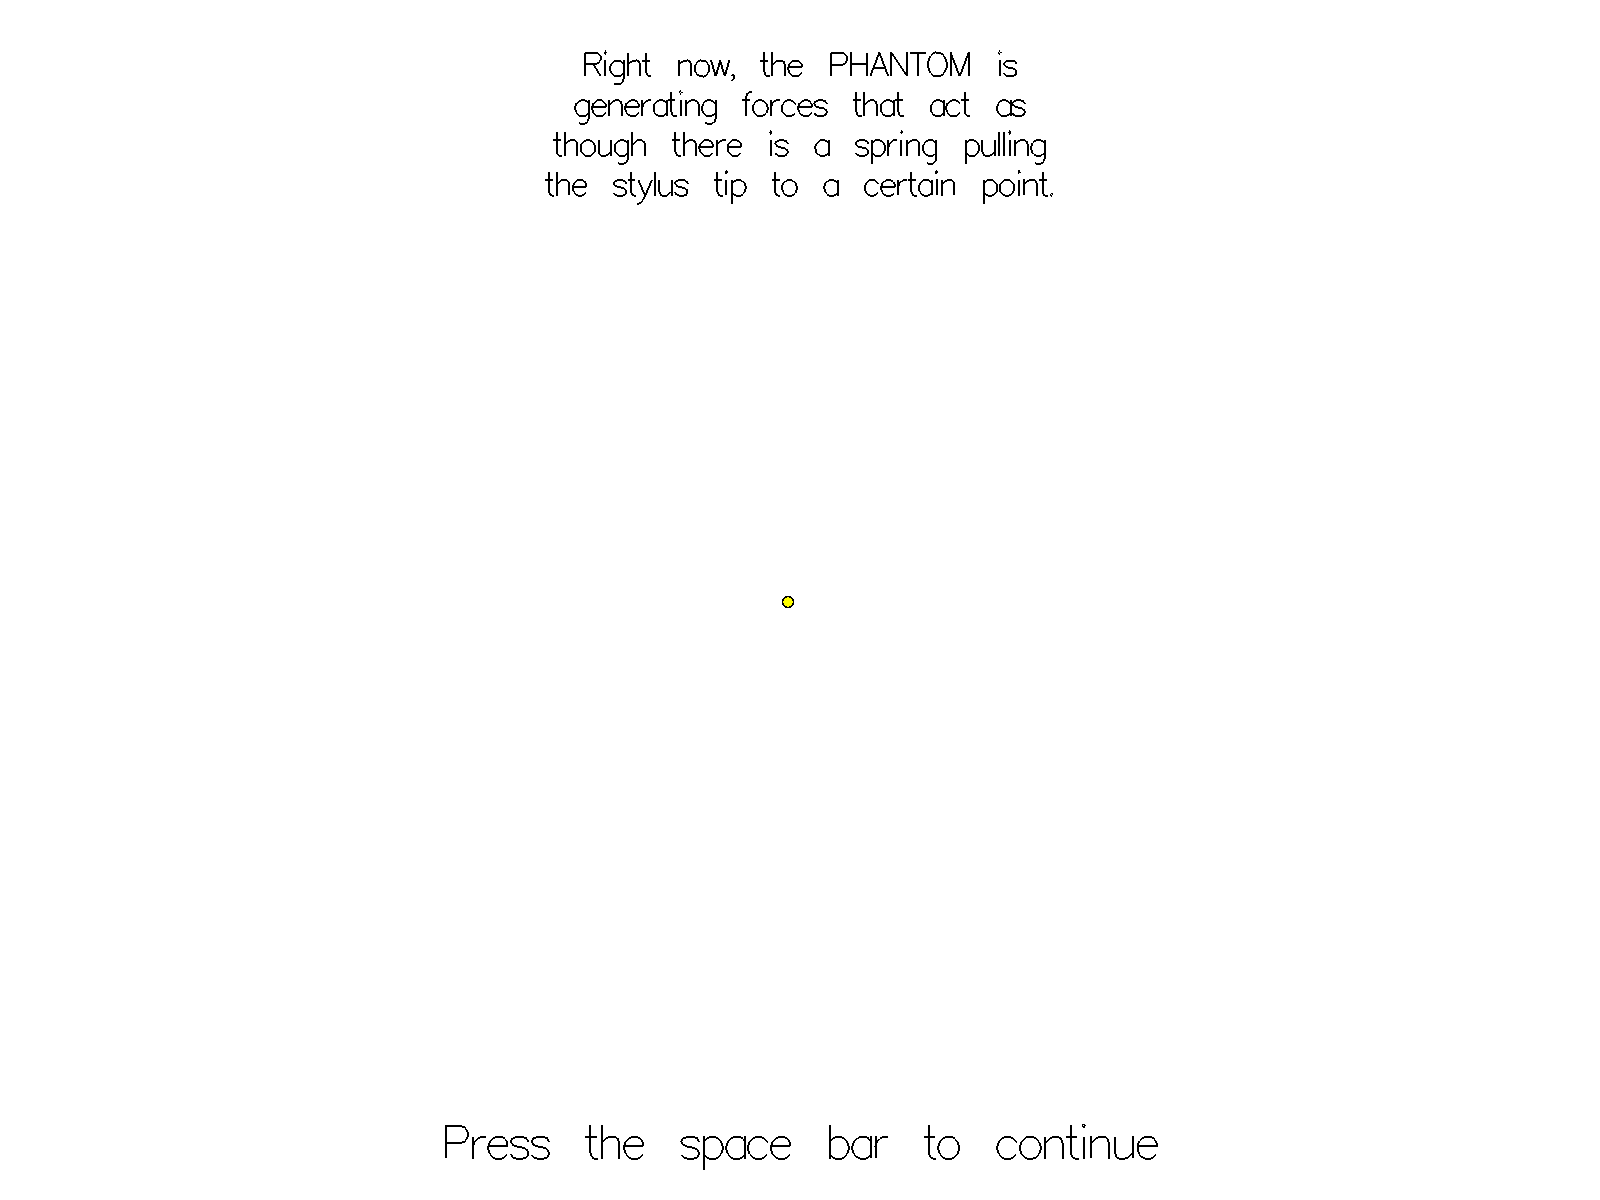 Right now, the PHANTOM is
generating forces that act as
though there is a spring pulling
the stylus tip to a certain point.
Press the space bar to continue